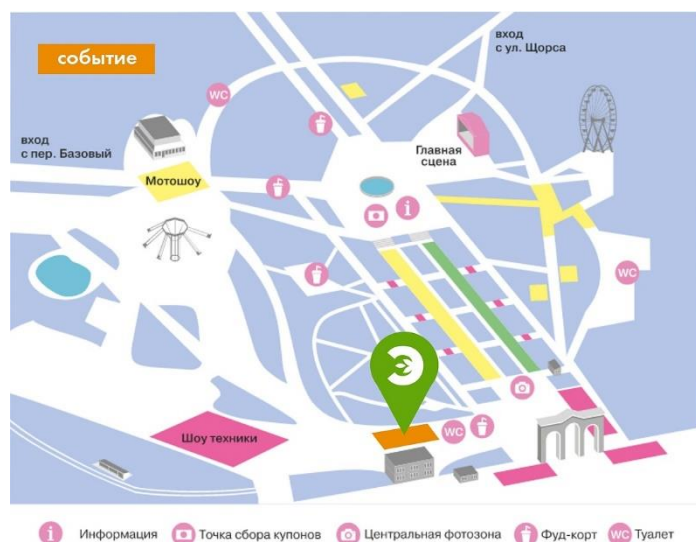 событие
вход
с ул. Щорса
WC
вход
с пер. Базовый
Главная
сцена
Мотошоу
i
WC
Э
Шоу техники
WC
i Информация
Точка сбора купонов
Центральная фотозона
Фуд-корт
WC Туалет